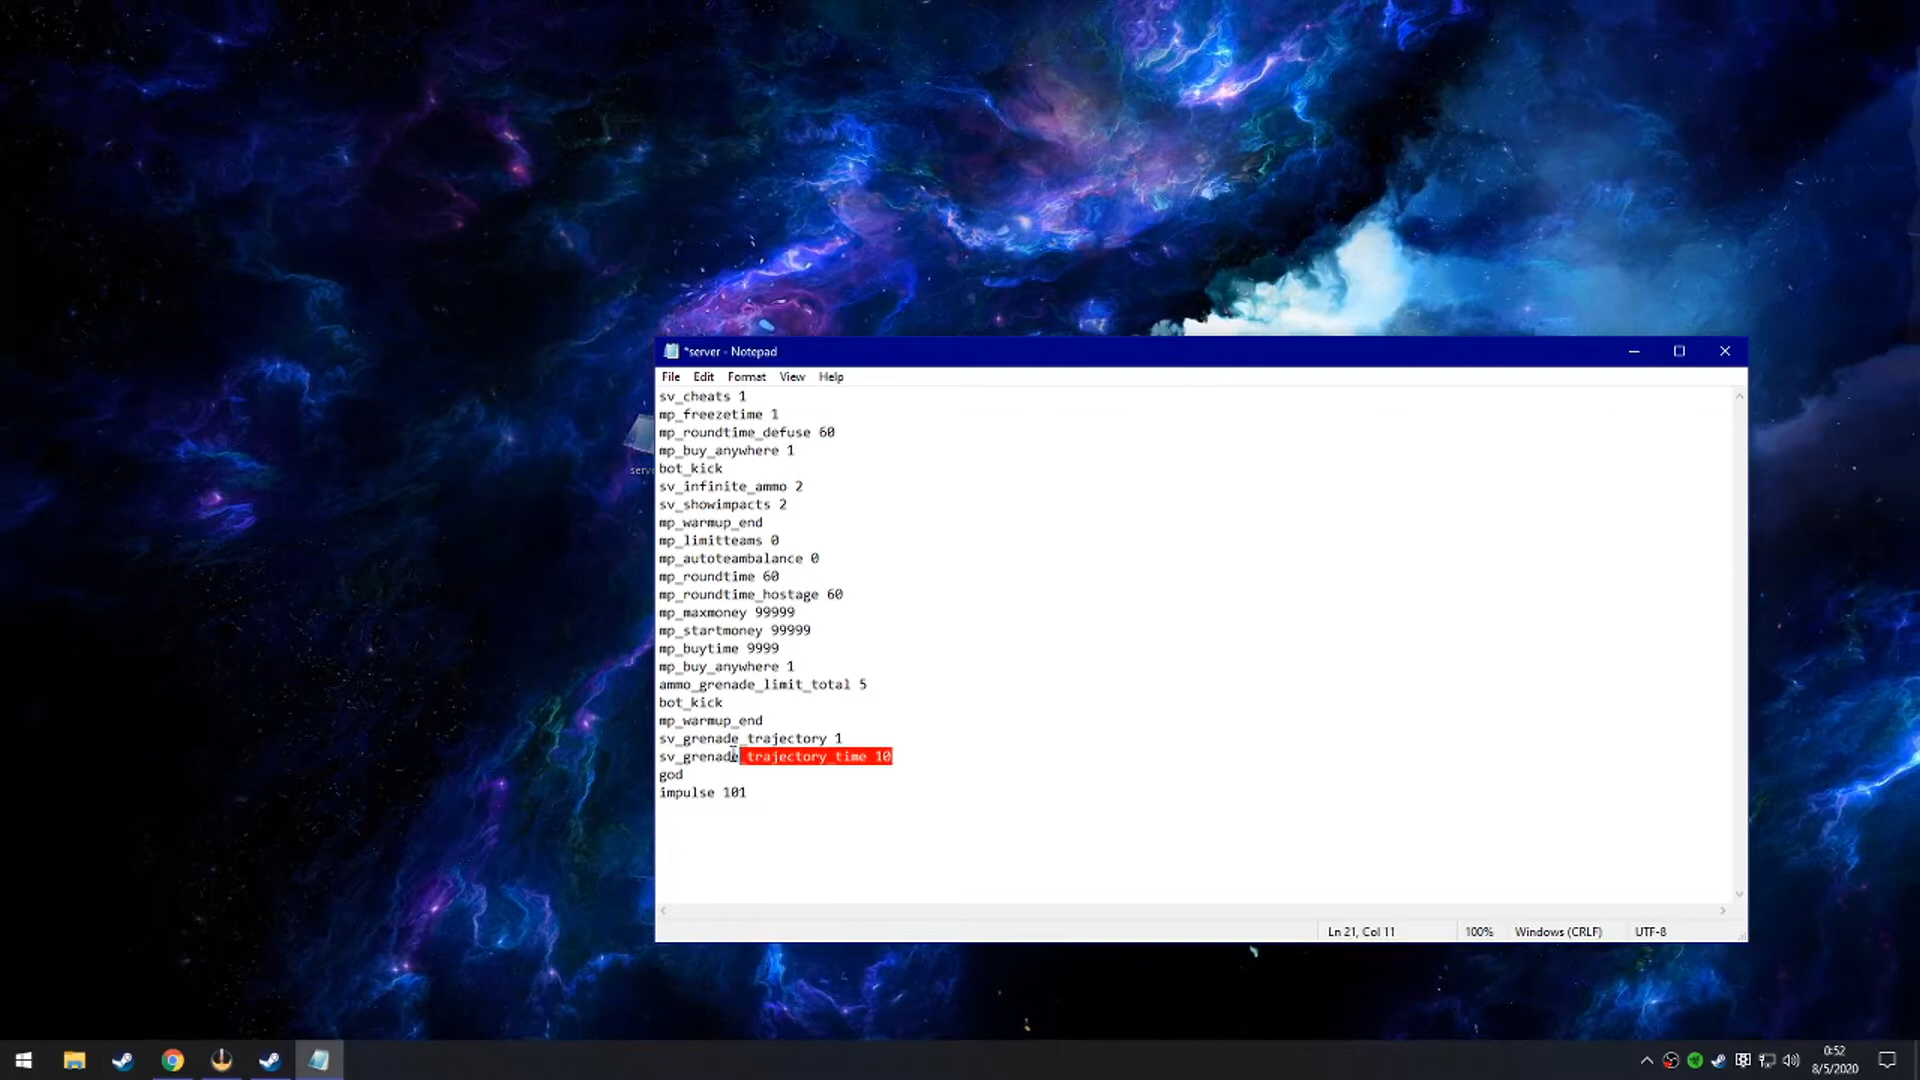 *server - Notepad
File Edit Format View Help
sv_cheats 1
mp_freezetime 1
mp_roundtime_defuse 60
mp_buy_anywhere 1
bot_kick
sv_infinite_ammo 2
sv_showimpacts 2
mp_warmup_end
mp_limitteams 0
mp_autoteambalance 0
mp_roundtime 60
mp_roundtime_hostage 60
mp_maxmoney 99999
mp_startmoney 99999
mp_buytime 9999
mp_buy_anywhere 1
ammo_grenade_limit_total 5
bot_kick
mp_warmup_end
sv_grenade_trajectory 1
sv_grenade_trajectory_time 10
god
impulse 101
serve
Ln 21, Col 11 100% Windows (CRLF) UTF-8
0:52
8/5/2020